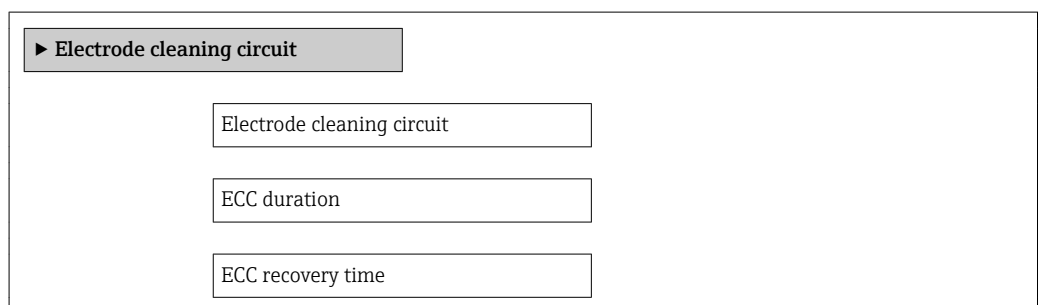 ▶ Electrode cleaning circuit
Electrode cleaning circuit
ECC duration
ECC recovery time